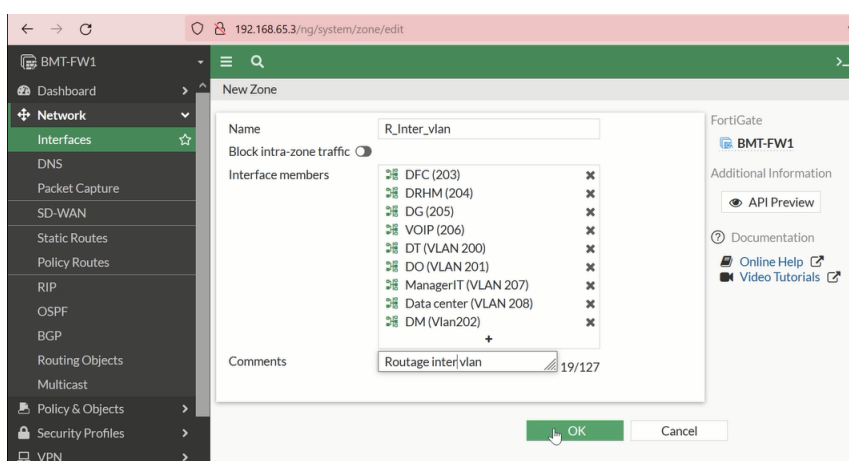 192.168.65.3/ng/system/zone/edit
BMT-FW1
>_
Dashboard
New Zone
Network
Interfaces
DNS
Packet Capture
SD-WAN
Static Routes
Policy Routes
RIP
OSPF
BGP
Routing Objects
Multicast
Policy & Objects
Security Profiles
VPN
Name R_Inter_vlan
Block intra-zone traffic
Interface members
DFC (203)
DRHM (204)
DG (205)
VOIP (206)
DT (VLAN 200)
DO (VLAN 201)
ManagerIT (VLAN 207)
Data center (VLAN 208)
DM (Vlan202)
+
Comments Routage inter vlan 19/127
OK Cancel
FortiGate
BMT-FW1
Additional Information
API Preview
Documentation
Online Help
Video Tutorials